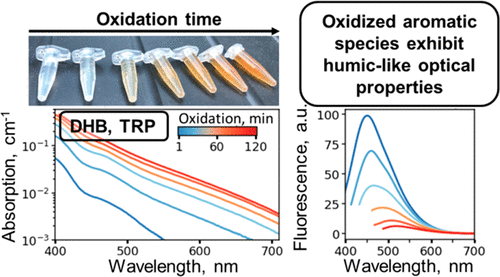 Oxidation time
Oxidized aromatic
species exhibit
humic-like optical
properties
DHB, TRP
Oxidation, min
1 60 120
Absorption, cm⁻¹
10⁻¹
10⁻²
10⁻³
400 500 600 700
Wavelength, nm
Fluorescence, a.u.
100
75
50
25
0
400 500 600 700
Wavelength, nm